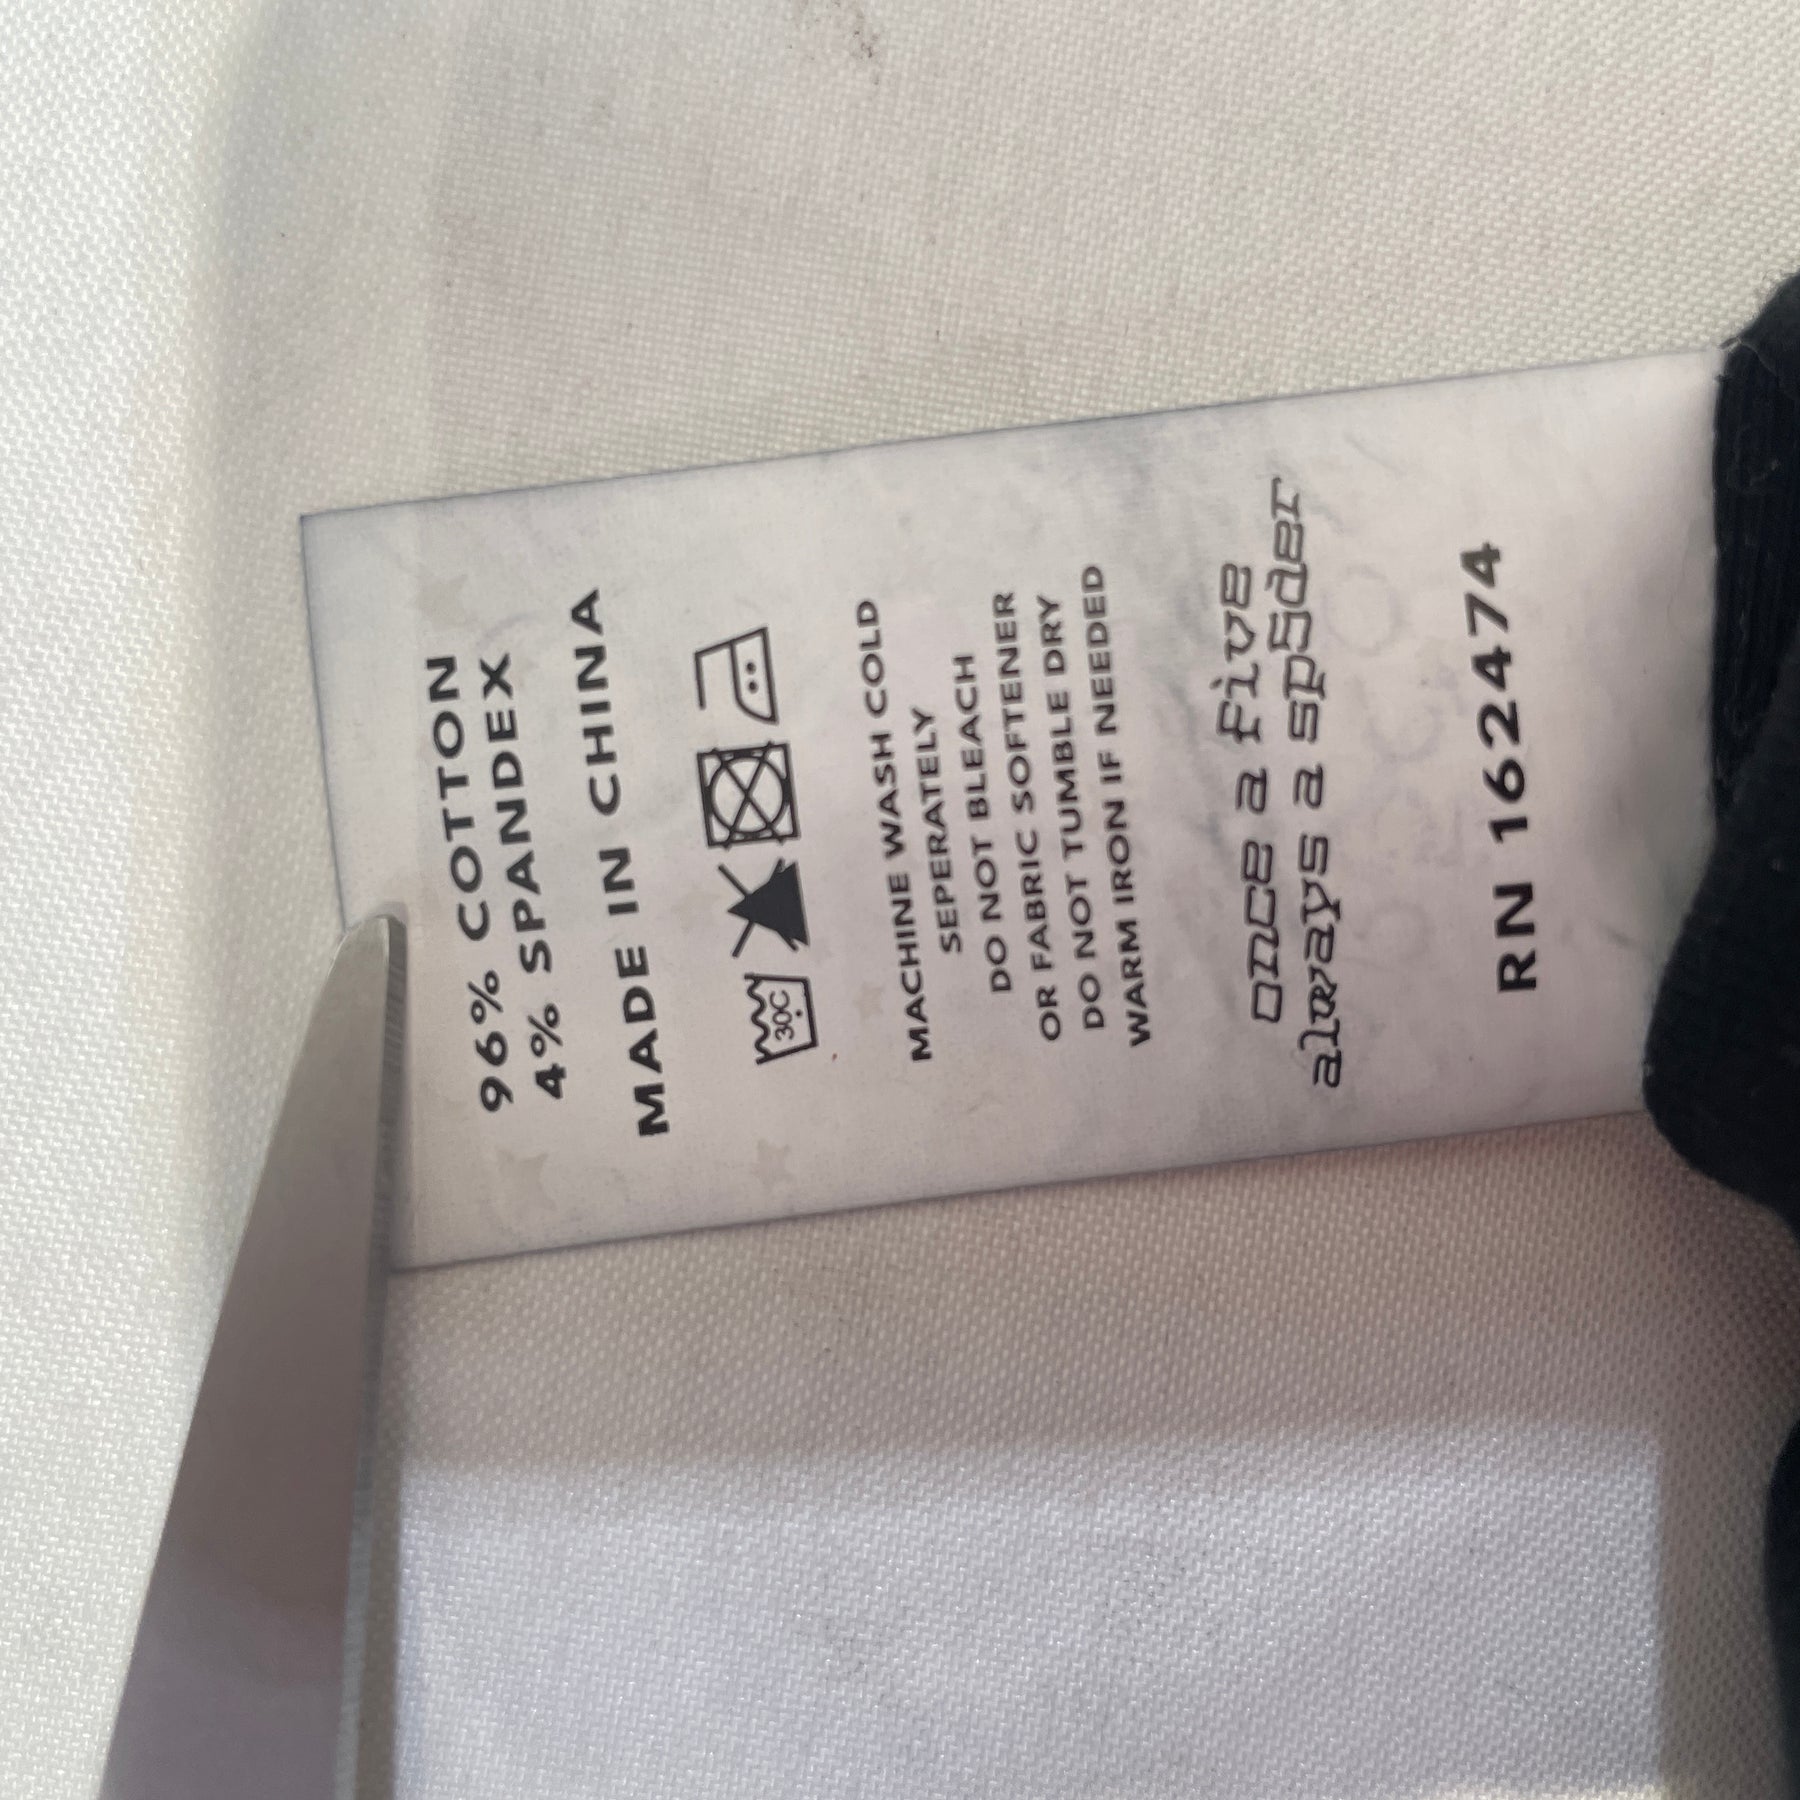 96% COTTON
4% SPANDEX
MADE IN CHINA
30C
MACHINE WASH COLD
SEPERATELY
DO NOT BLEACH
OR FABRIC SOFTENER
DO NOT TUMBLE DRY
WARM IRON IF NEEDED
once a five
always a sp5der
RN 162474